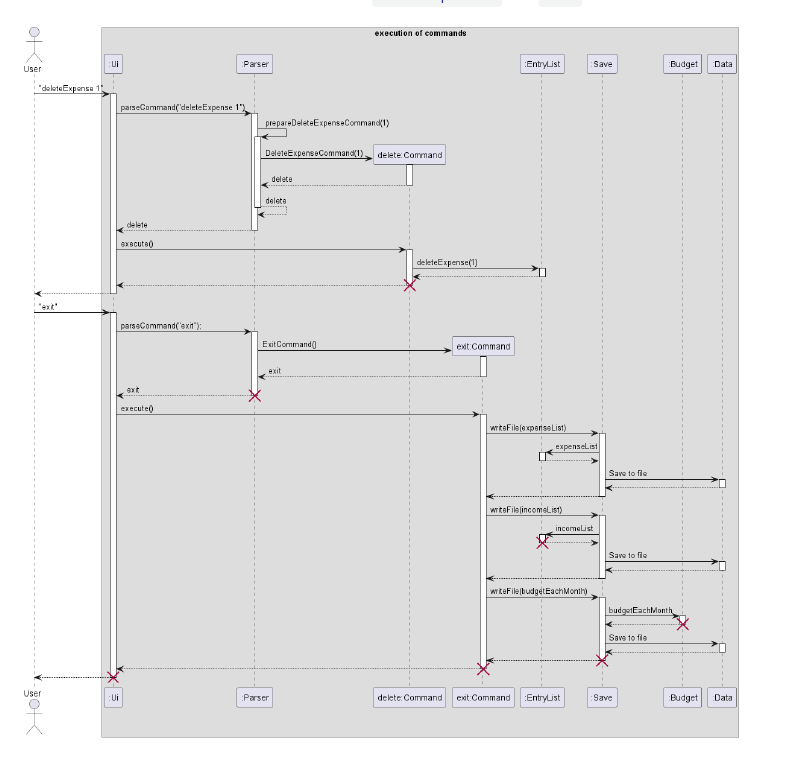 execution of commands
User
:Ui
:Parser
:EntryList
:Save
:Budget
:Data
"deleteExpense 1"
parseCommand("deleteExpense 1")
prepareDeleteExpenseCommand(1)
DeleteExpenseCommand(1)
delete:Command
delete
delete
delete
execute()
deleteExpense(1)
"exit"
parseCommand("exit");
ExitCommand()
exit:Command
exit
exit
execute()
writeFile(expenseList)
expenseList
Save to file
writeFile(incomeList)
incomeList
Save to file
writeFile(budgetEachMonth)
budgetEachMonth
Save to file
User
:Ui
:Parser
delete:Command
exit:Command
:EntryList
:Save
:Budget
:Data